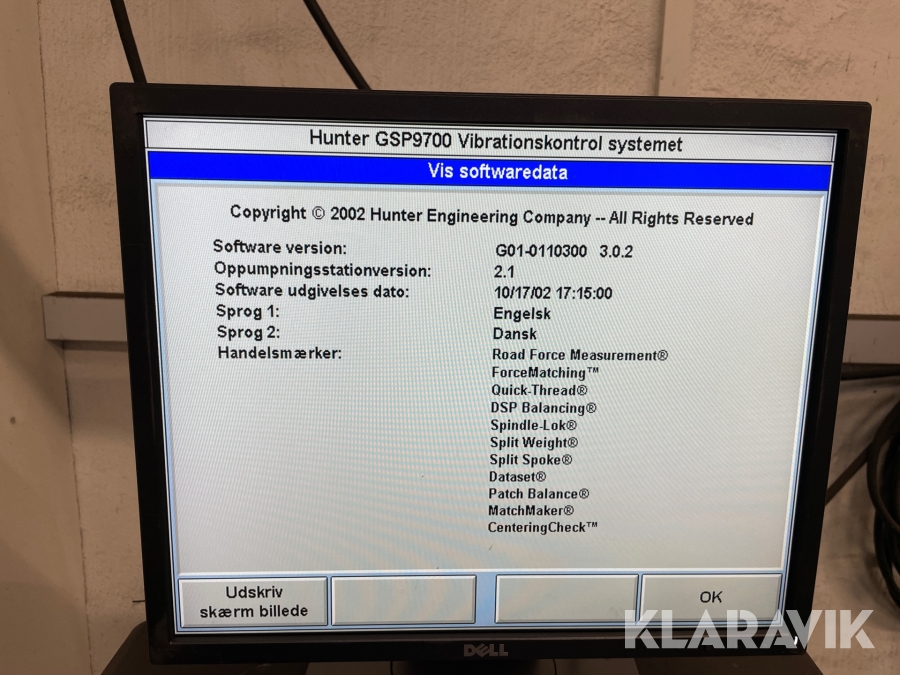 Hunter GSP9700 Vibrationskontrol systemet
Vis softwaredata
Copyright © 2002 Hunter Engineering Company -- All Rights Reserved
Software version: G01-0110300 3.0.2
Oppumpningsstationversion: 2.1
Software udgivelses dato: 10/17/02 17:15:00
Sprog 1: Engelsk
Sprog 2: Dansk
Handelsmærker: Road Force Measurement®
ForceMatching™
Quick-Thread®
DSP Balancing®
Spindle-Lok®
Split Weight®
Split Spoke®
Dataset®
Patch Balance®
MatchMaker®
CenteringCheck™
Udskriv
skærm billede
OK
DELL
KLARAVIK